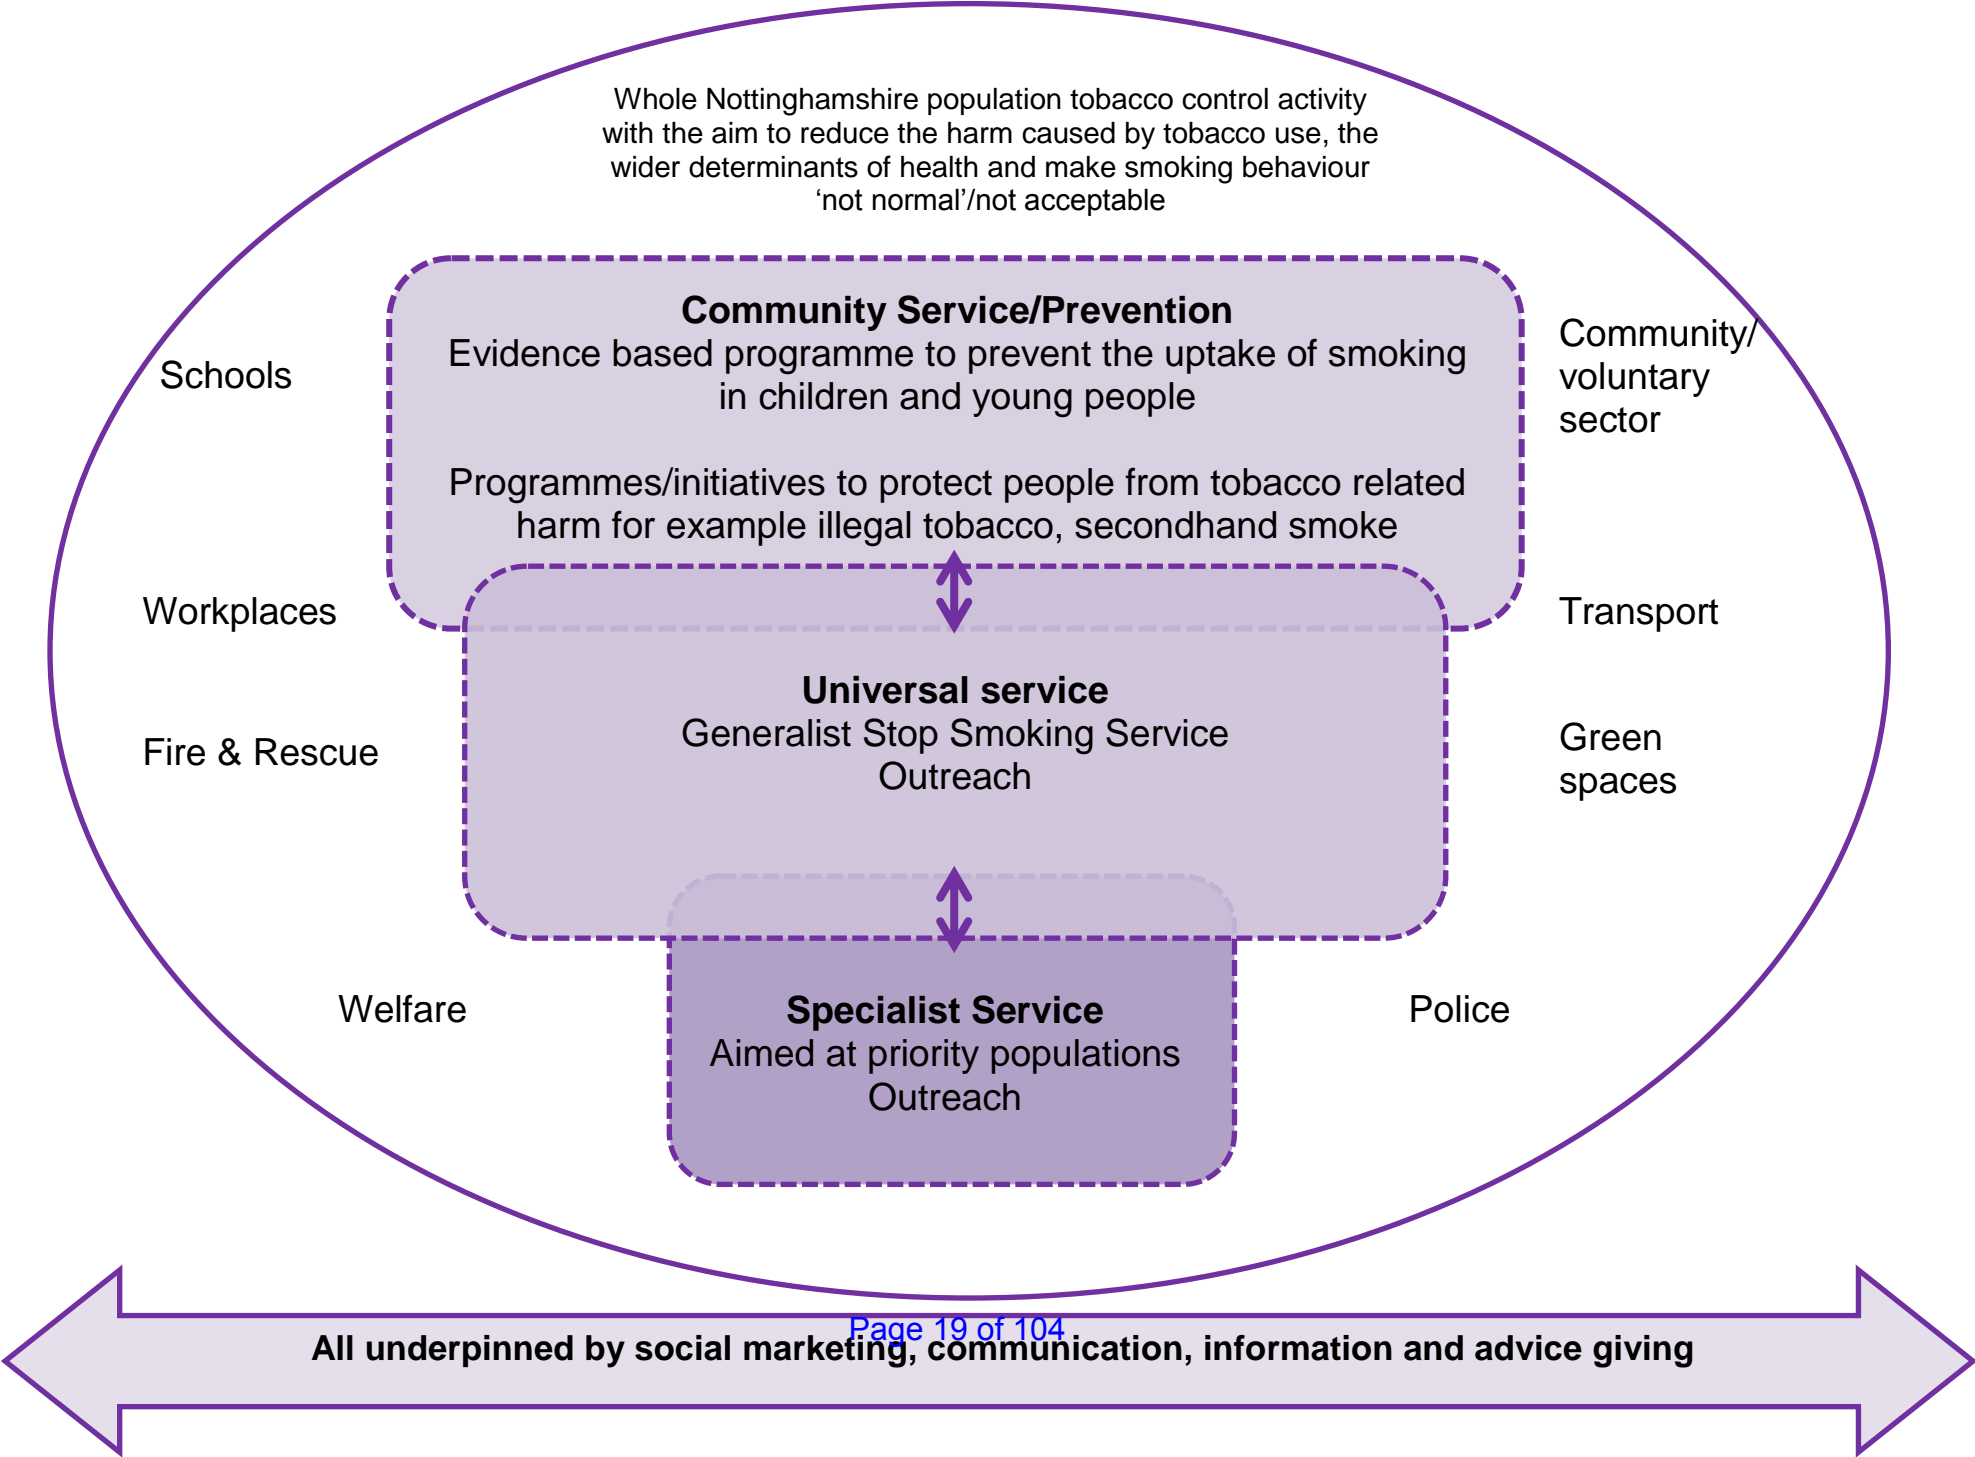 Whole Nottinghamshire population tobacco control activity
with the aim to reduce the harm caused by tobacco use, the
wider determinants of health and make smoking behaviour
‘not normal’/not acceptable
Community Service/Prevention
Evidence based programme to prevent the uptake of smoking
in children and young people
Programmes/initiatives to protect people from tobacco related
harm for example illegal tobacco, secondhand smoke
Schools
Community/
voluntary
sector
Workplaces
Transport
Universal service
Generalist Stop Smoking Service
Outreach
Fire & Rescue
Green
spaces
Welfare
Specialist Service
Aimed at priority populations
Outreach
Police
Page 19 of 104
All underpinned by social marketing, communication, information and advice giving